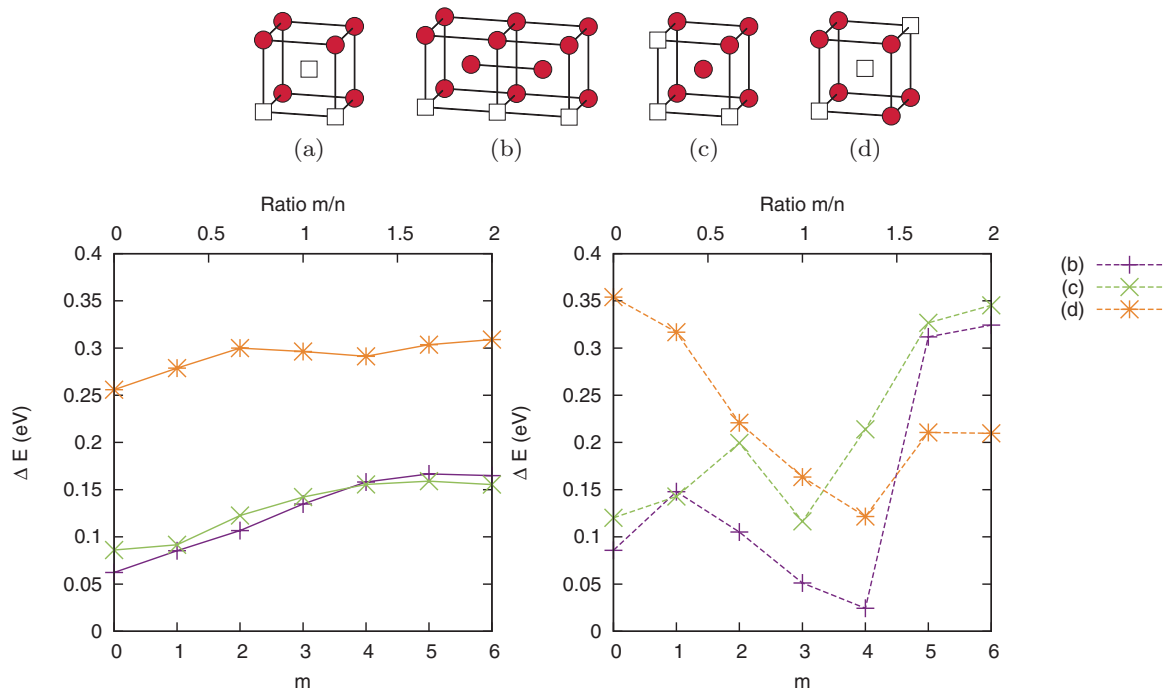 (a) (b) (c) (d)
Ratio m/n Ratio m/n
0 0.5 1 1.5 2 0 0.5 1 1.5 2
0.4 0.4 (b)
0.35 0.35 (c)
0.3 0.3 (d)
0.25 0.25
Δ E (eV) Δ E (eV)
0.2 0.2
0.15 0.15
0.1 0.1
0.05 0.05
0 0
0 1 2 3 4 5 6 0 1 2 3 4 5 6
m m